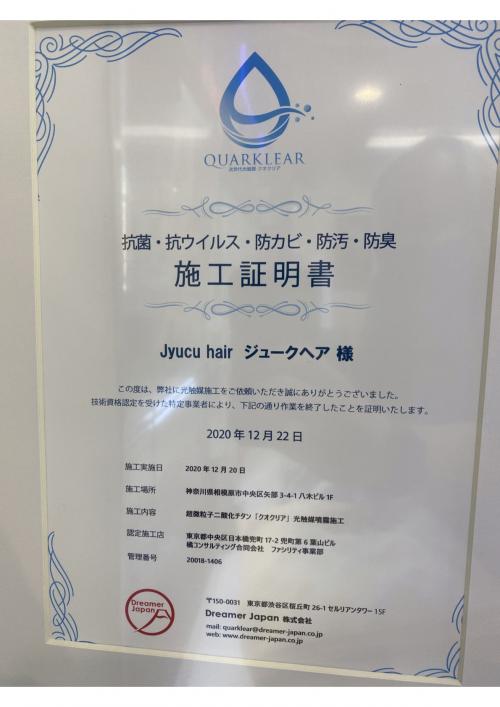 QUARKLEAR
次世代光触媒 クオクリア
抗菌・抗ウイルス・防カビ・防汚・防臭
施工証明書
Jyucu hair ジュークヘア 様
この度は、弊社に光触媒施工をご依頼いただき誠にありがとうございました。
技術資格認定を受けた特定事業者により、下記の通り作業を終了したことを証明いたします。
2020 年 12 月 22 日
施工実施日 2020 年 12 月 20 日
施工場所 神奈川県相模原市中央区矢部 3-4-1 八木ビル 1F
施工内容 超微粒子二酸化チタン「クオクリア」光触媒噴霧施工
認定施工店 東京都中央区日本橋兜町 17-2 兜町第 6 葉山ビル
橘コンサルティング合同会社 ファシリティ事業部
管理番号 20018-1406
Dreamer
Japan
〒150-0031 東京都渋谷区桜丘町 26-1 セルリアンタワー 15F
Dreamer Japan 株式会社
mail: quarklear@dreamer-japan.co.jp
web: www.dreamer-japan.co.jp